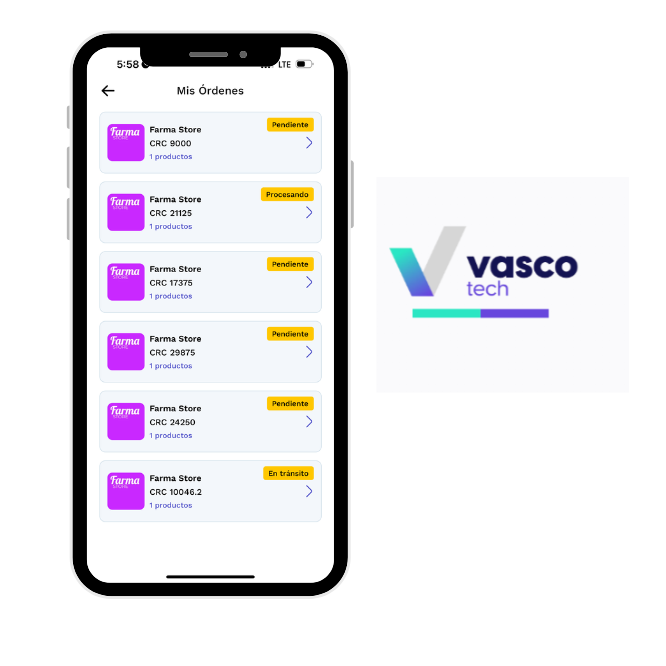 5:58
LTE
Mis Órdenes
Pendiente
Farma
STORE
Farma Store
CRC 9000
1 productos
Procesando
Farma
STORE
Farma Store
CRC 21125
1 productos
Pendiente
Farma
STORE
Farma Store
CRC 17375
1 productos
Pendiente
Farma
STORE
Farma Store
CRC 29875
1 productos
Pendiente
Farma
STORE
Farma Store
CRC 24250
1 productos
En tránsito
Farma
STORE
Farma Store
CRC 10046.2
1 productos
vasco
tech